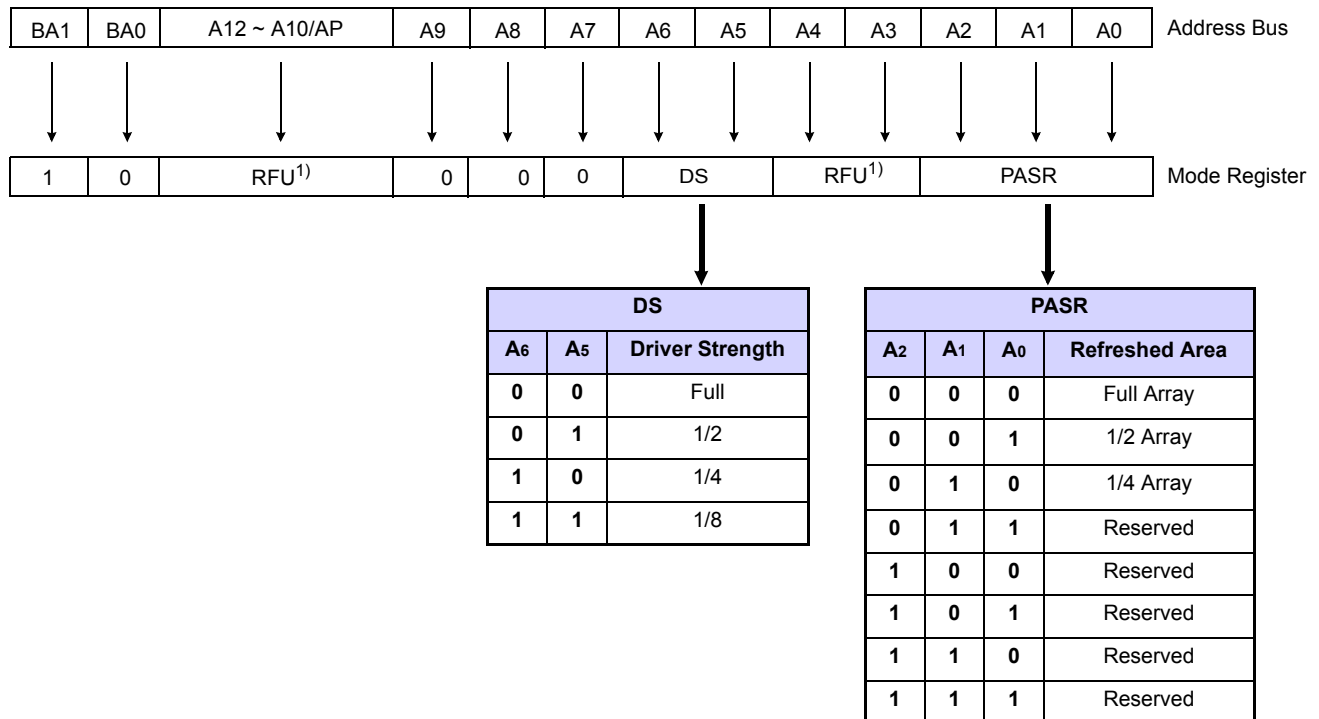 BA1 BA0 A12 ~ A10/AP A9 A8 A7 A6 A5 A4 A3 A2 A1 A0 Address Bus
1 0 RFU1) 0 0 0 DS RFU1) PASR Mode Register
DS
A6 A5 Driver Strength
0 0 Full
0 1 1/2
1 0 1/4
1 1 1/8
PASR
A2 A1 A0 Refreshed Area
0 0 0 Full Array
0 0 1 1/2 Array
0 1 0 1/4 Array
0 1 1 Reserved
1 0 0 Reserved
1 0 1 Reserved
1 1 0 Reserved
1 1 1 Reserved